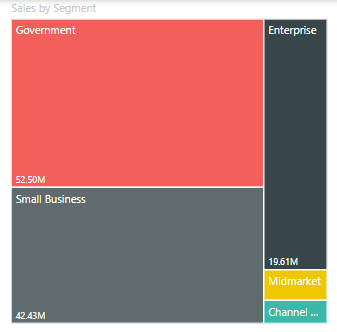 Sales by Segment
Government
52.50M
Small Business
42.43M
Enterprise
19.61M
Midmarket
Channel ...